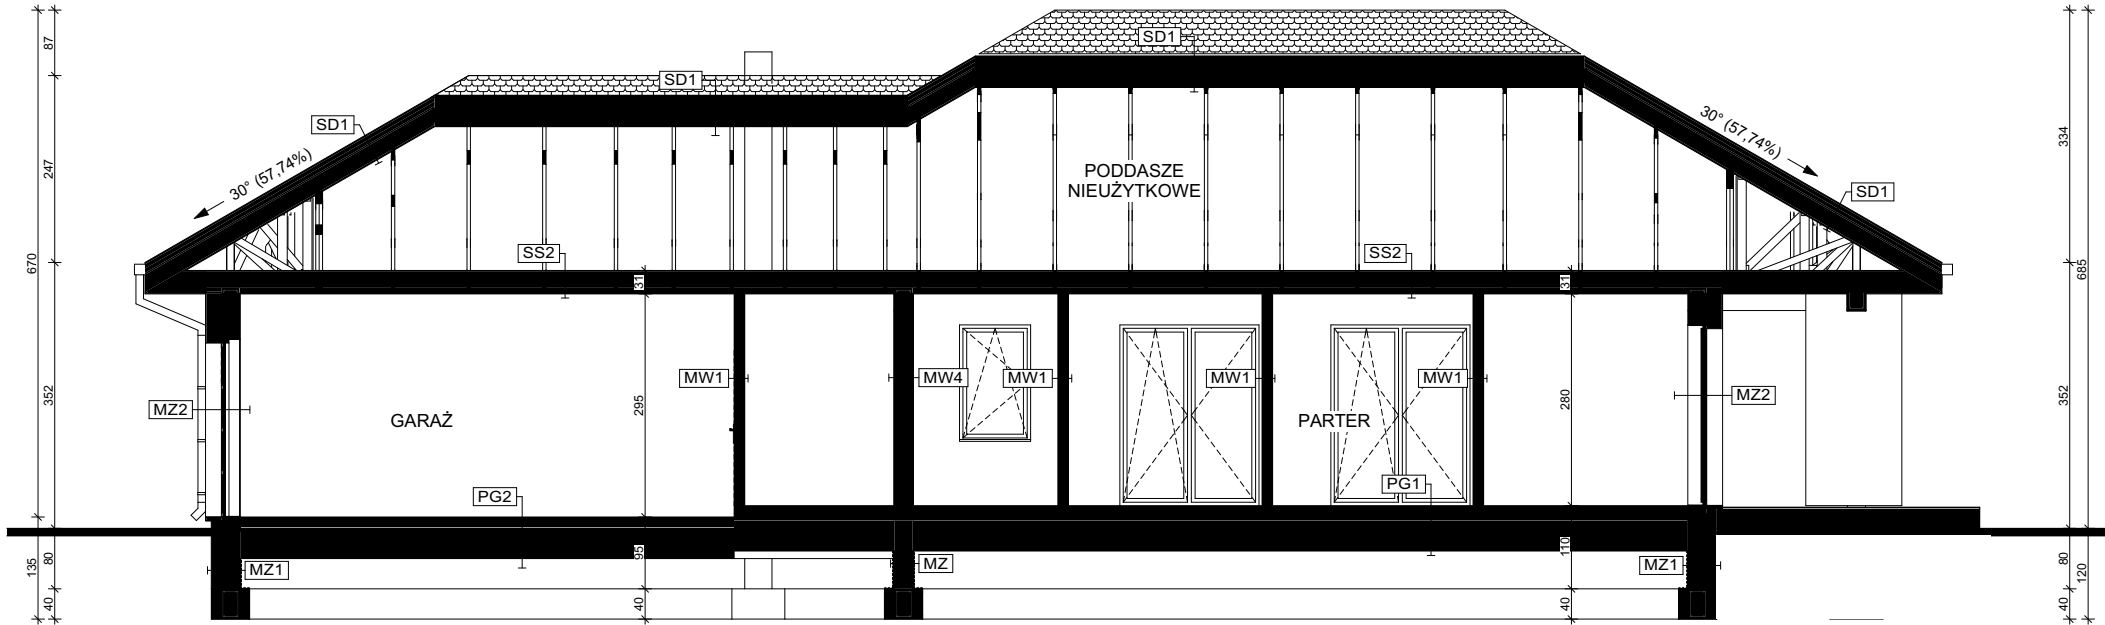 87
SD1
SD1
SD1
30° (57,74%)
30° (57,74%)
334
247
PODDASZE
NIEUŻYTKOWE
SD1
SS2
SS2
670
685
31
31
352
295
MW1
MW4
MW1
MW1
MW1
280
352
MZ2
MZ2
GARAŻ
PARTER
PG2
PG1
135
80
95
110
80
120
MZ1
MZ
MZ1
40
40
40
40